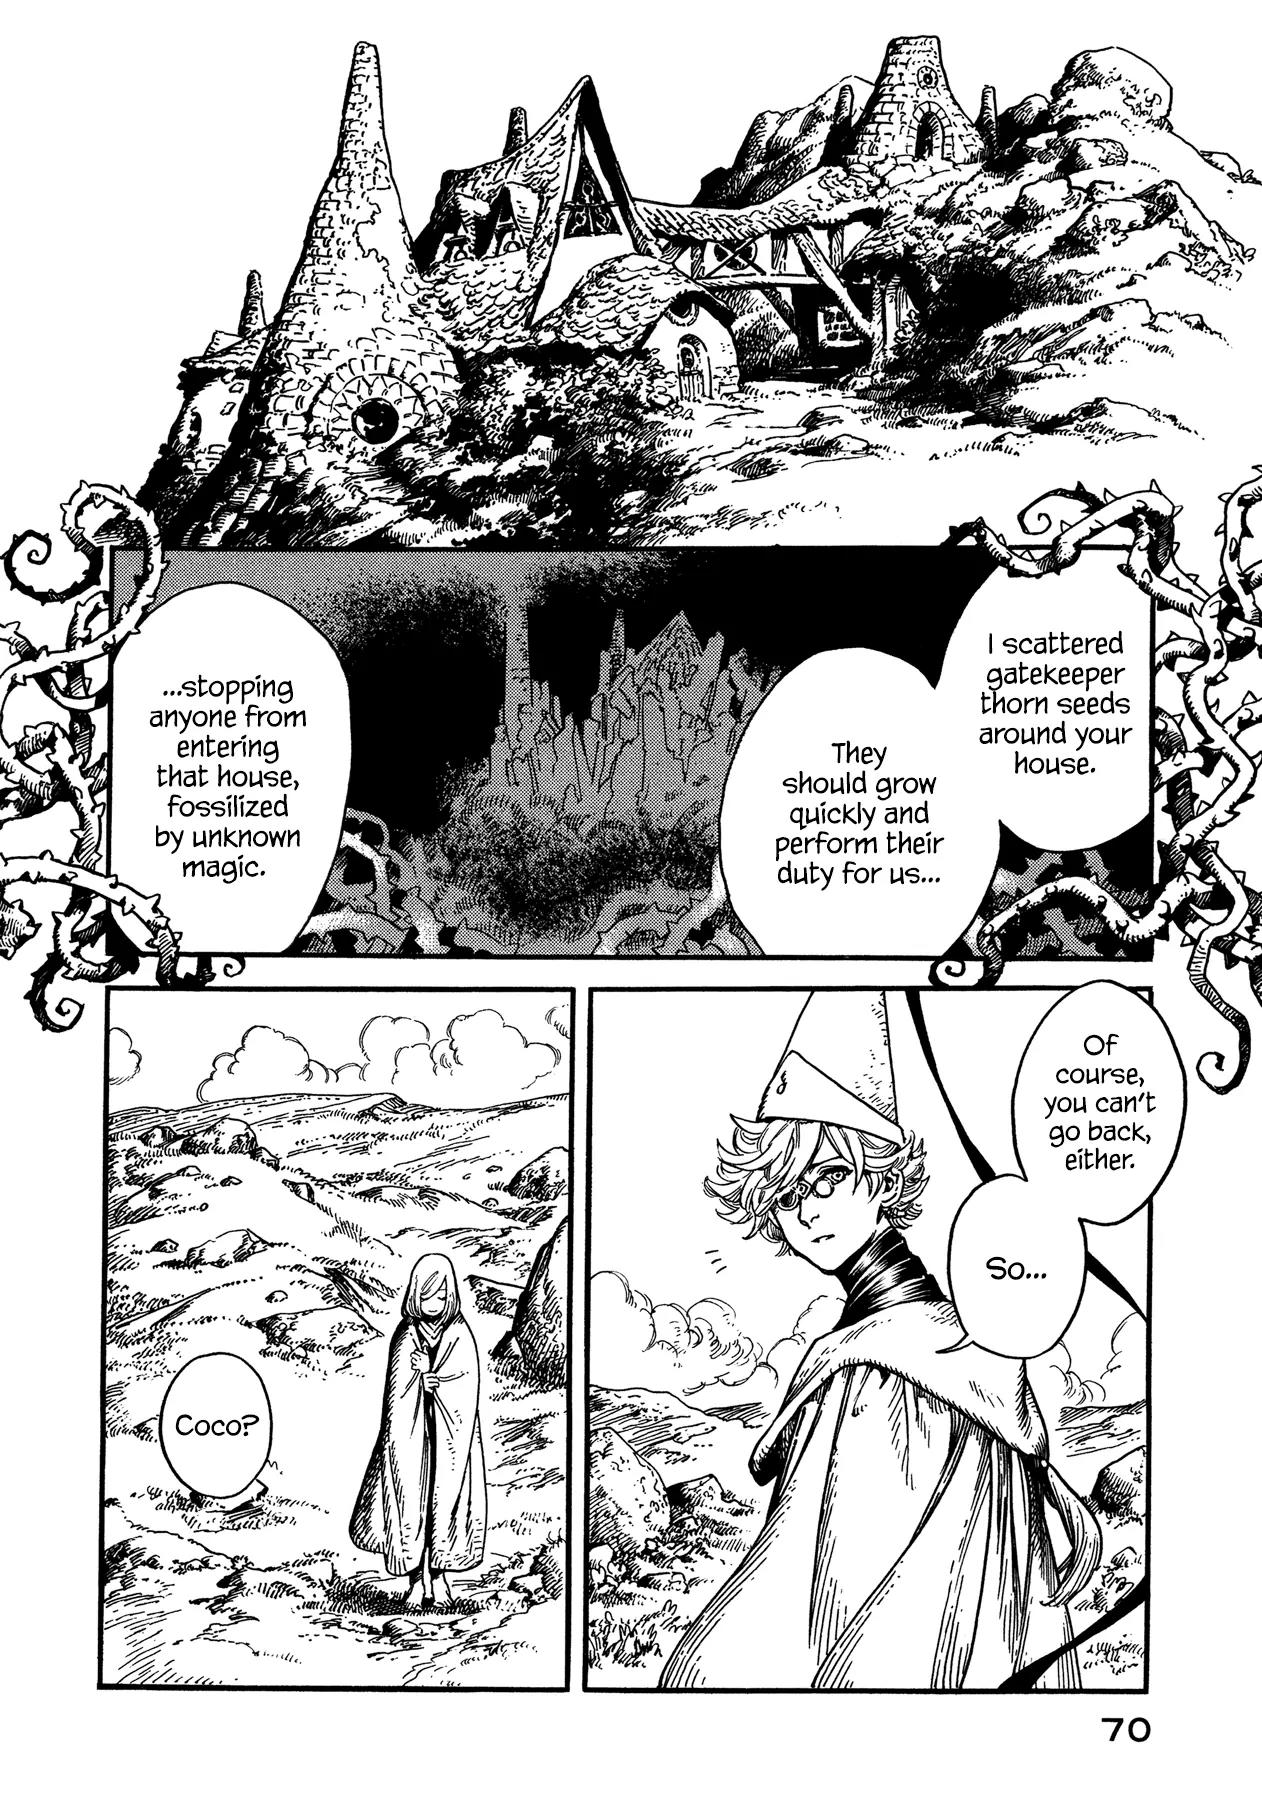 I scattered
gatekeeper
thorn seeds
around your
house.
They
should grow
quickly and
perform their
duty for us...
...stopping
anyone from
entering
that house,
fossilized
by unknown
magic.
Of
course,
you can't
go back,
either.
So...
Coco?
70